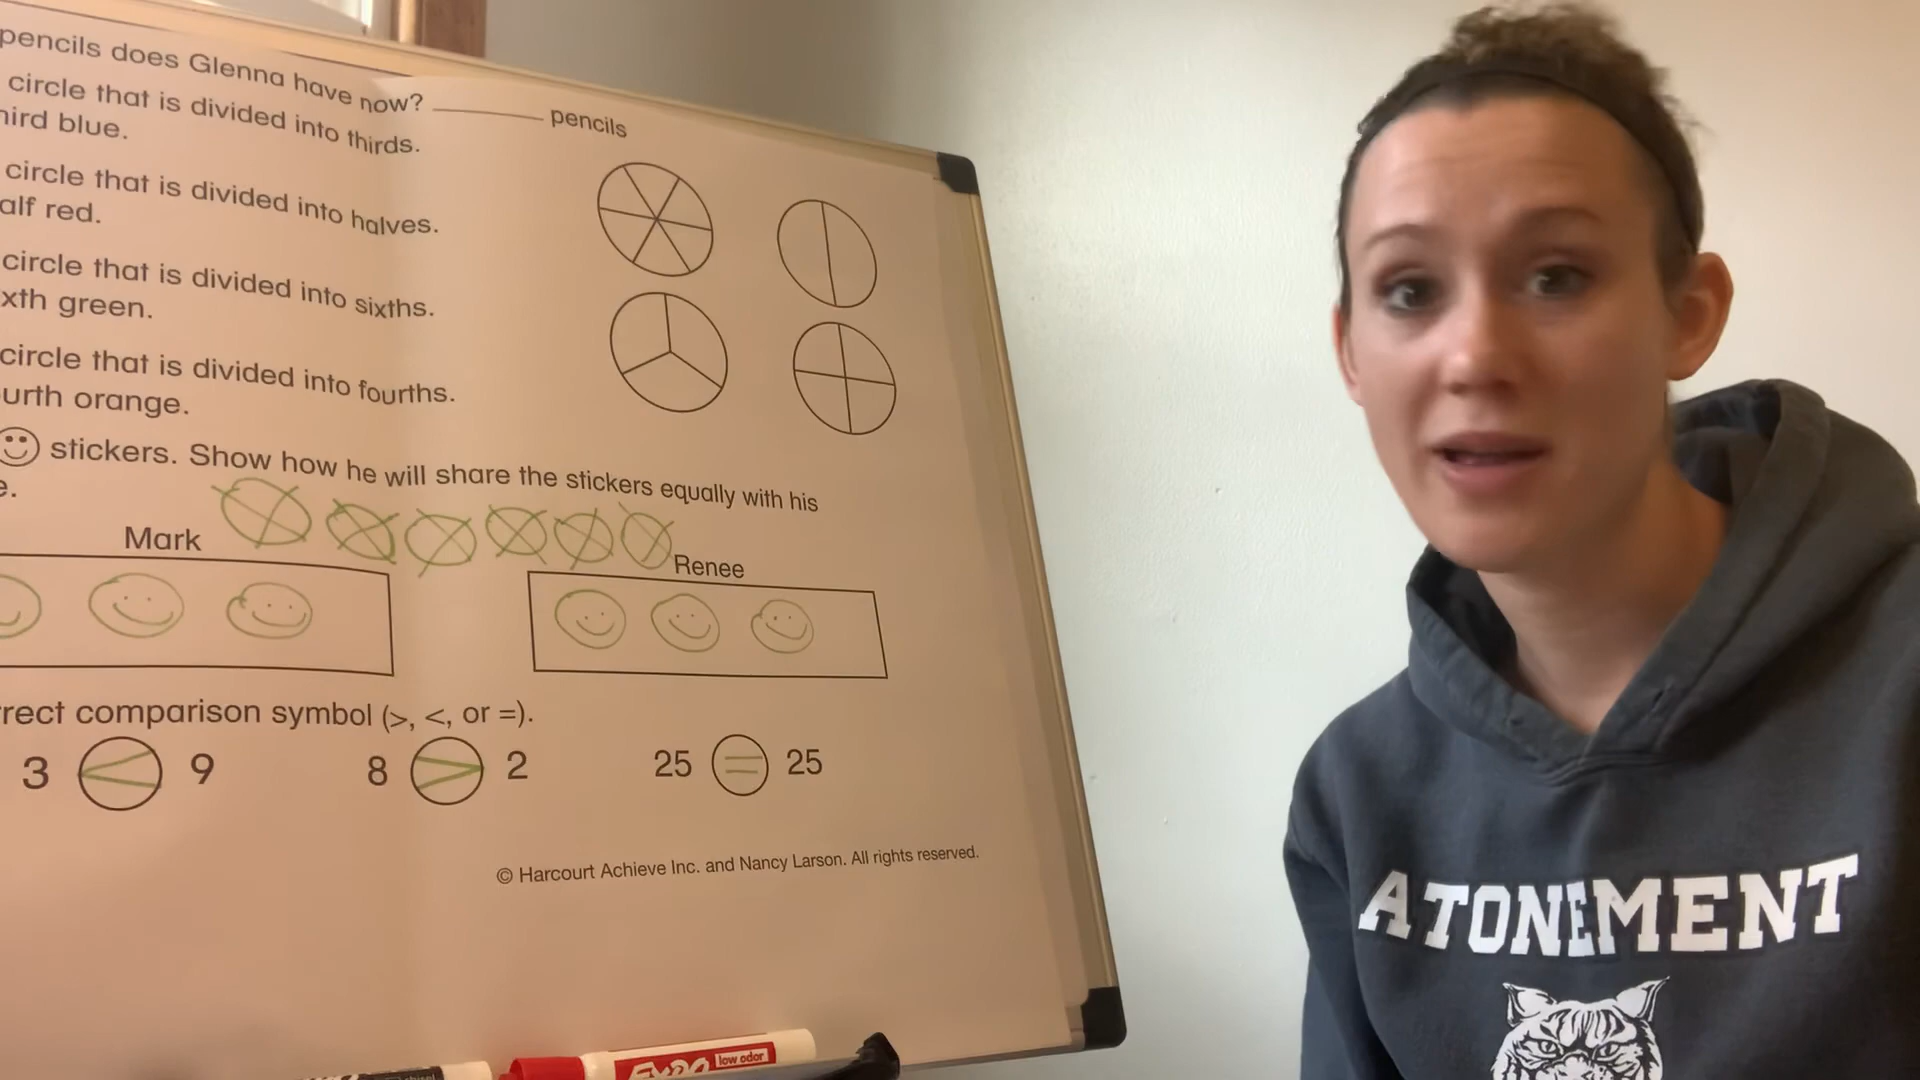 pencils does Glenna have now? ________ pencils
circle that is divided into thirds.
hird blue.
circle that is divided into halves.
alf red.
circle that is divided into sixths.
xth green.
circle that is divided into fourths.
urth orange.
stickers. Show how he will share the stickers equally with his
e.
Mark
Renee
rrect comparison symbol (>, <, or =).
3 < 9 8 > 2 25 = 25
© Harcourt Achieve Inc. and Nancy Larson. All rights reserved.
EXPO low odor
ATONEMENT